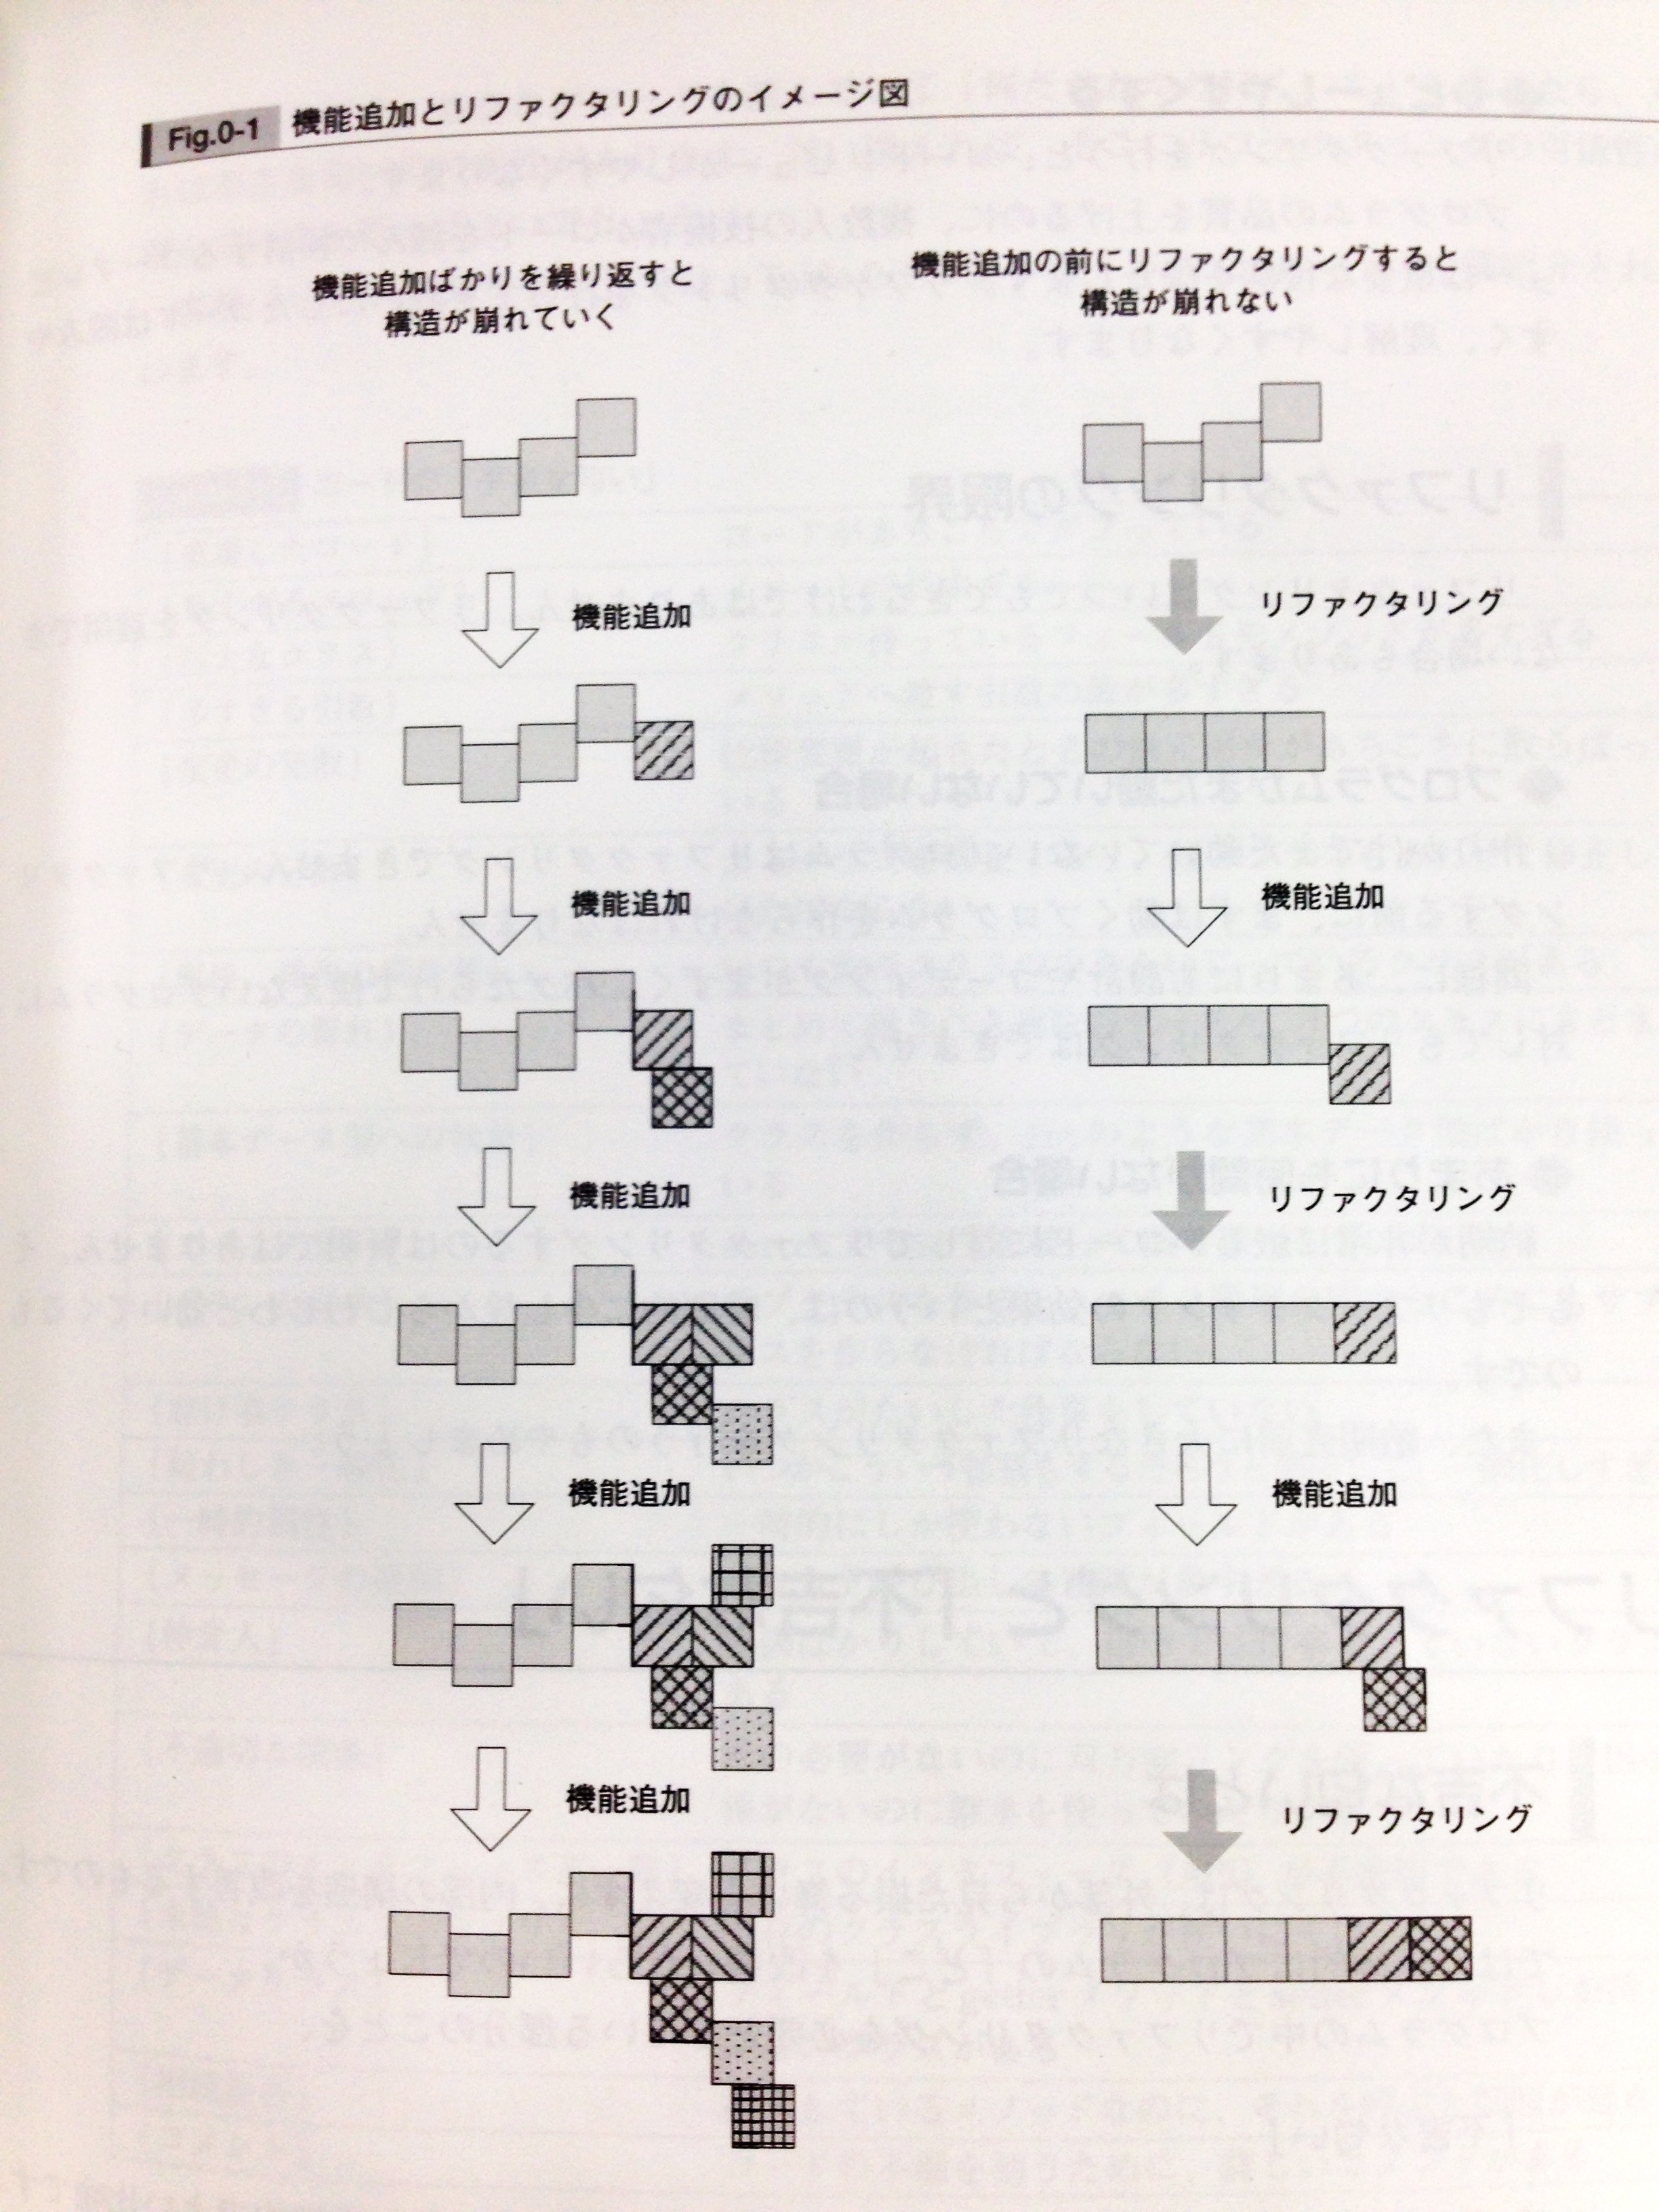 Fig.0-1 機能追加とリファクタリングのイメージ図
機能追加ばかりを繰り返すと
構造が崩れていく
機能追加
機能追加
機能追加
機能追加
機能追加
機能追加の前にリファクタリングすると
構造が崩れない
リファクタリング
機能追加
リファクタリング
機能追加
リファクタリング